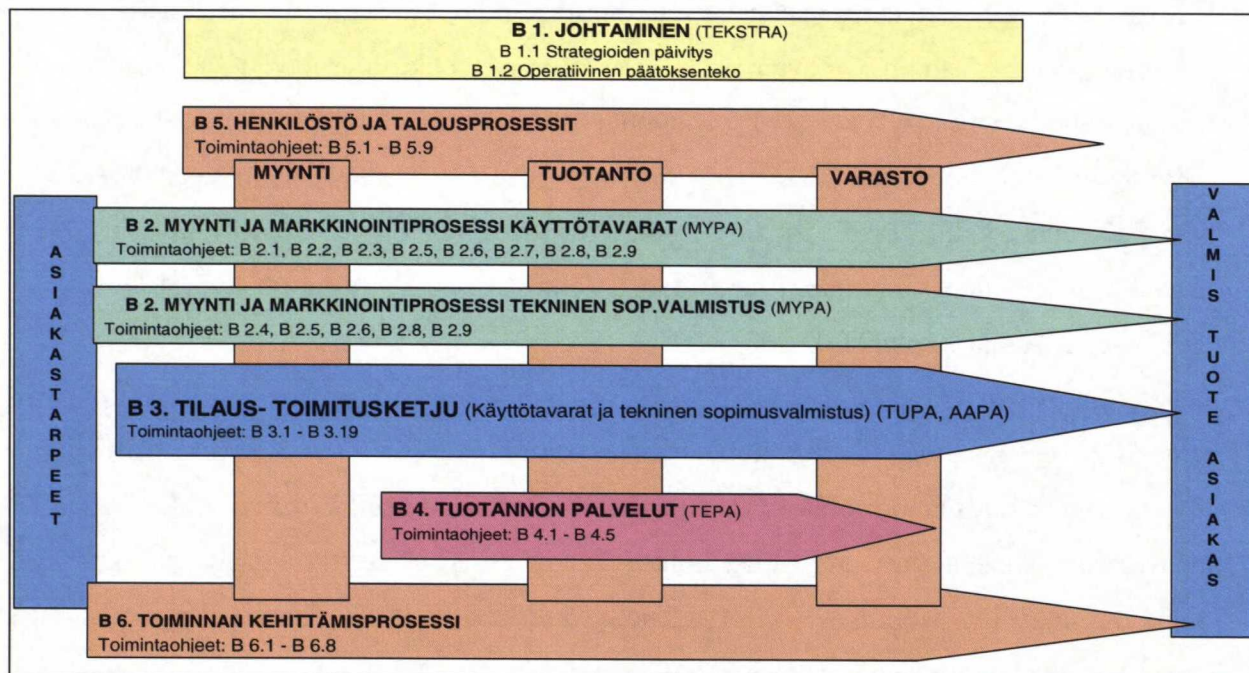 B 1. JOHTAMINEN (TEKSTRA)
B 1.1 Strategioiden päivitys
B 1.2 Operatiivinen päätöksenteko
B 5. HENKILÖSTÖ JA TALOUSPROSESSIT
Toimintaohjeet: B 5.1 - B 5.9
MYYNTI
TUOTANTO
VARASTO
ASIAKASTARPEET
B 2. MYYNTI JA MARKKINOINTIPROSESSI KÄYTTÖTAVARAT (MYPA)
Toimintaohjeet: B 2.1, B 2.2, B 2.3, B 2.5, B 2.6, B 2.7, B 2.8, B 2.9
B 2. MYYNTI JA MARKKINOINTIPROSESSI TEKNINEN SOP.VALMISTUS (MYPA)
Toimintaohjeet: B 2.4, B 2.5, B 2.6, B 2.8, B 2.9
B 3. TILAUS- TOIMITUSKETJU (Käyttötavarat ja tekninen sopimusvalmistus) (TUPA, AAPA)
Toimintaohjeet: B 3.1 - B 3.19
B 4. TUOTANNON PALVELUT (TEPA)
Toimintaohjeet: B 4.1 - B 4.5
B 6. TOIMINNAN KEHITTÄMISPROSESSI
Toimintaohjeet: B 6.1 - B 6.8
VALMIS TUOTE ASIAKAS